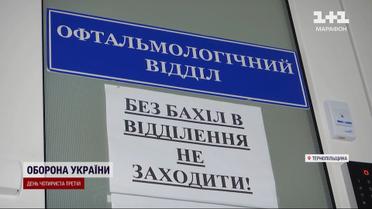 1+1
МАРАФОН
ОФТАЛЬМОЛОГІЧНИЙ
ВІДДІЛ
БЕЗ БАХІЛ В
ВІДДІЛЕННЯ
НЕ
ЗАХОДИТИ!
ТЕРНОПІЛЬЩИНА
ОБОРОНА УКРАЇНИ
ДЕНЬ ЧОТИРИСТА ТРЕТІЙ